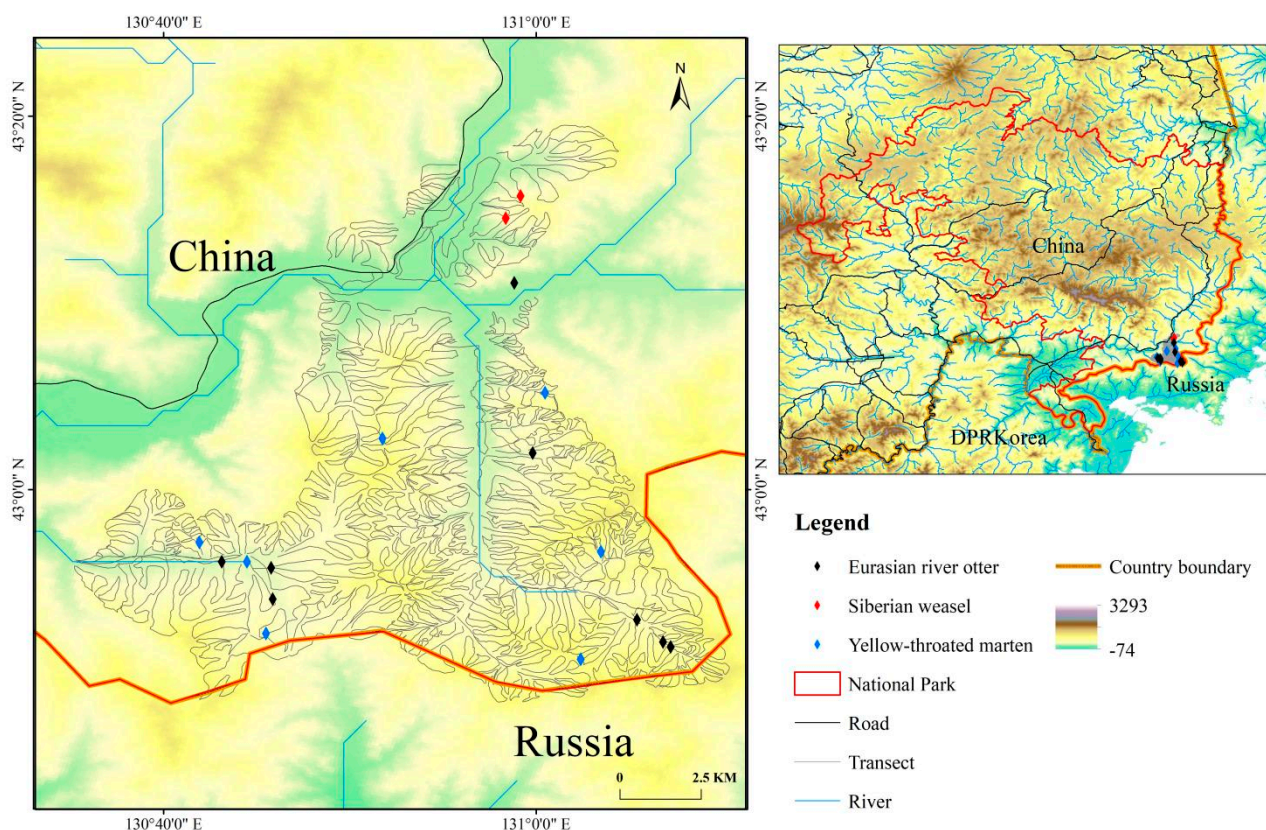 130°40'0" E
131°0'0" E
43°20'0" N
43°0'0" N
N
China
Russia
0
2.5 KM
43°20'0" N
43°0'0" N
130°40'0" E
131°0'0" E
China
Russia
DPRKorea
Legend
Eurasian river otter
Siberian weasel
Yellow-throated marten
National Park
Road
Transect
River
Country boundary
3293
-74